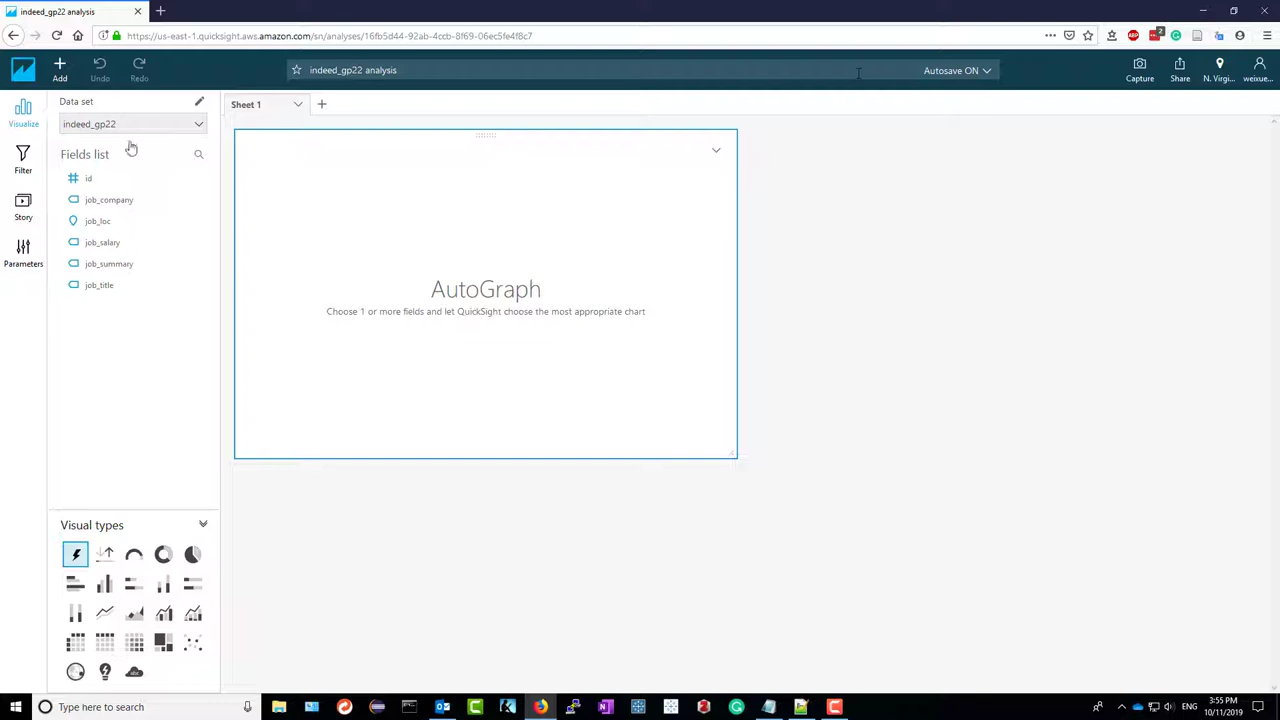 indeed_gp22 analysis
https://us-east-1.quicksight.aws.amazon.com/sn/analyses/16fb5d44-92ab-4ccb-8f69-06ec5fe4f8c7
2
Add
Undo
Redo
indeed_gp22 analysis
Autosave ON
Capture
Share
N. Virgi...
weixue...
Visualize
Filter
Story
Parameters
Data set
indeed_gp22
Fields list
id
job_company
job_loc
job_salary
job_summary
job_title
Sheet 1
AutoGraph
Choose 1 or more fields and let QuickSight choose the most appropriate chart
Visual types
Type here to search
ENG
3:55 PM
10/11/2019